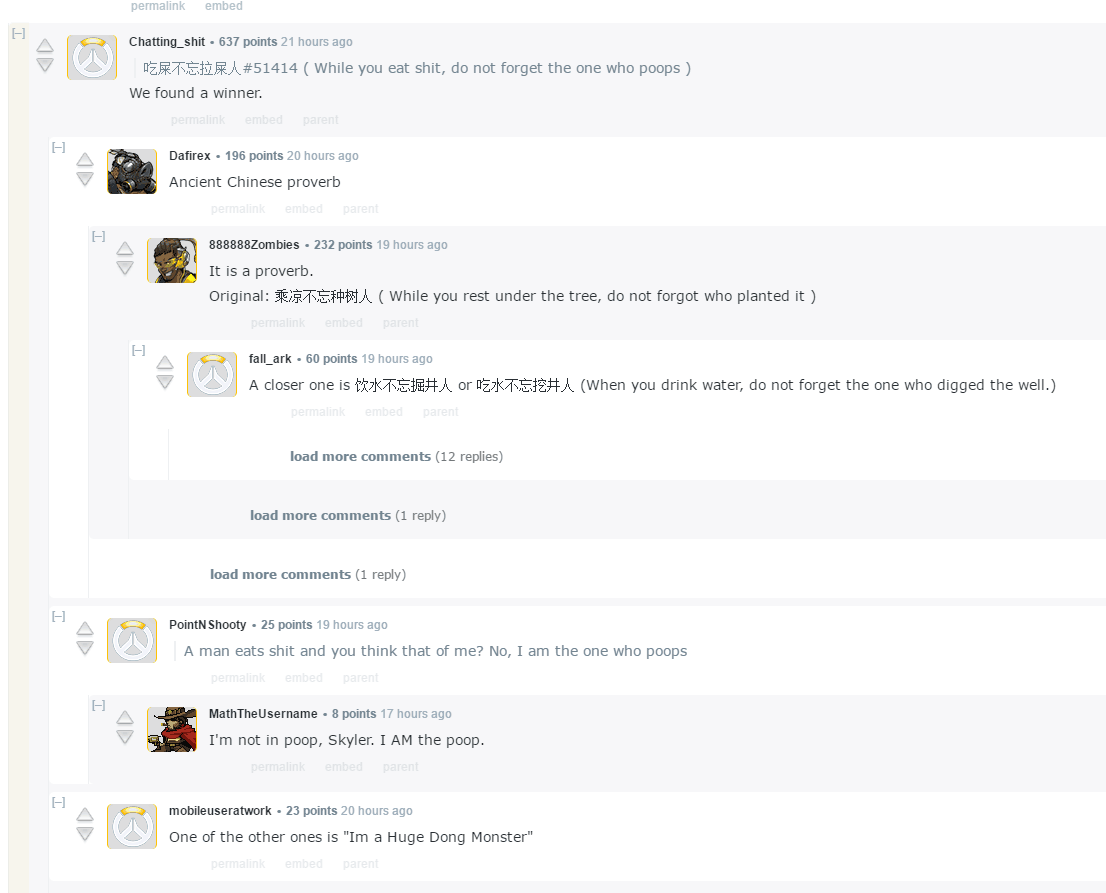 permalink embed
[–]
Chatting_shit • 637 points 21 hours ago
吃屎不忘拉屎人#51414 ( While you eat shit, do not forget the one who poops )
We found a winner.
permalink embed parent
[–]
Dafirex • 196 points 20 hours ago
Ancient Chinese proverb
permalink embed parent
[–]
888888Zombies • 232 points 19 hours ago
It is a proverb.
Original: 乘凉不忘种树人 ( While you rest under the tree, do not forgot who planted it )
permalink embed parent
[–]
fall_ark • 60 points 19 hours ago
A closer one is 饮水不忘掘井人 or 吃水不忘挖井人 (When you drink water, do not forget the one who digged the well.)
permalink embed parent
load more comments (12 replies)
load more comments (1 reply)
load more comments (1 reply)
[–]
PointNShooty • 25 points 19 hours ago
A man eats shit and you think that of me? No, I am the one who poops
permalink embed parent
[–]
MathTheUsername • 8 points 17 hours ago
I'm not in poop, Skyler. I AM the poop.
permalink embed parent
[–]
mobileuseratwork • 23 points 20 hours ago
One of the other ones is "Im a Huge Dong Monster"
permalink embed parent